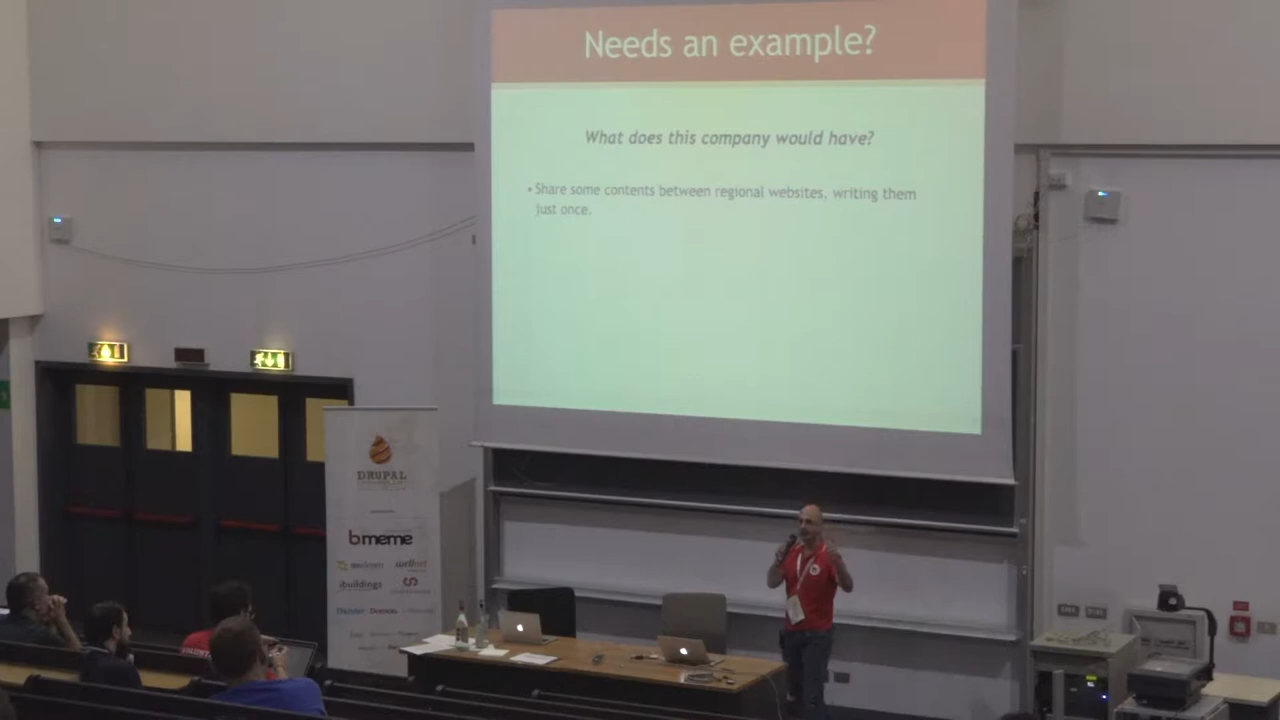 Needs an example?
What does this company would have?
• Share some contents between regional websites, writing them
just once.
DRUPAL
bmeme
wellnet
ibuildings